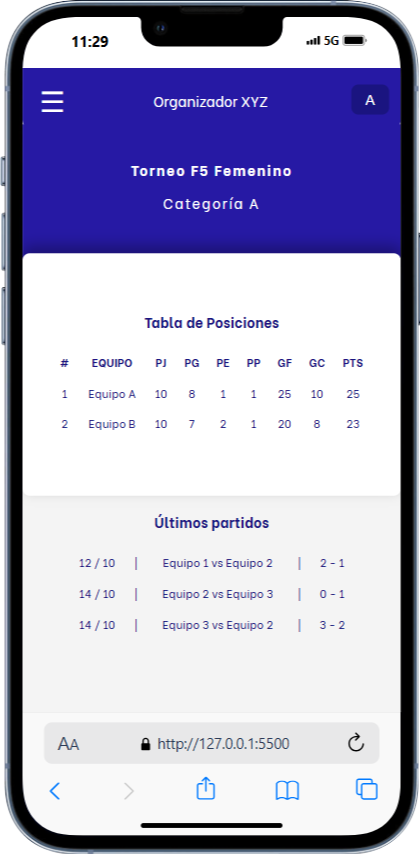 11:29 5G
Organizador XYZ A
Torneo F5 Femenino
Categoría A
Tabla de Posiciones
# EQUIPO PJ PG PE PP GF GC PTS
1 Equipo A 10 8 1 1 25 10 25
2 Equipo B 10 7 2 1 20 8 23
Últimos partidos
12 / 10 | Equipo 1 vs Equipo 2 | 2 - 1
14 / 10 | Equipo 2 vs Equipo 3 | 0 - 1
14 / 10 | Equipo 3 vs Equipo 2 | 3 - 2
AA http://127.0.0.1:5500